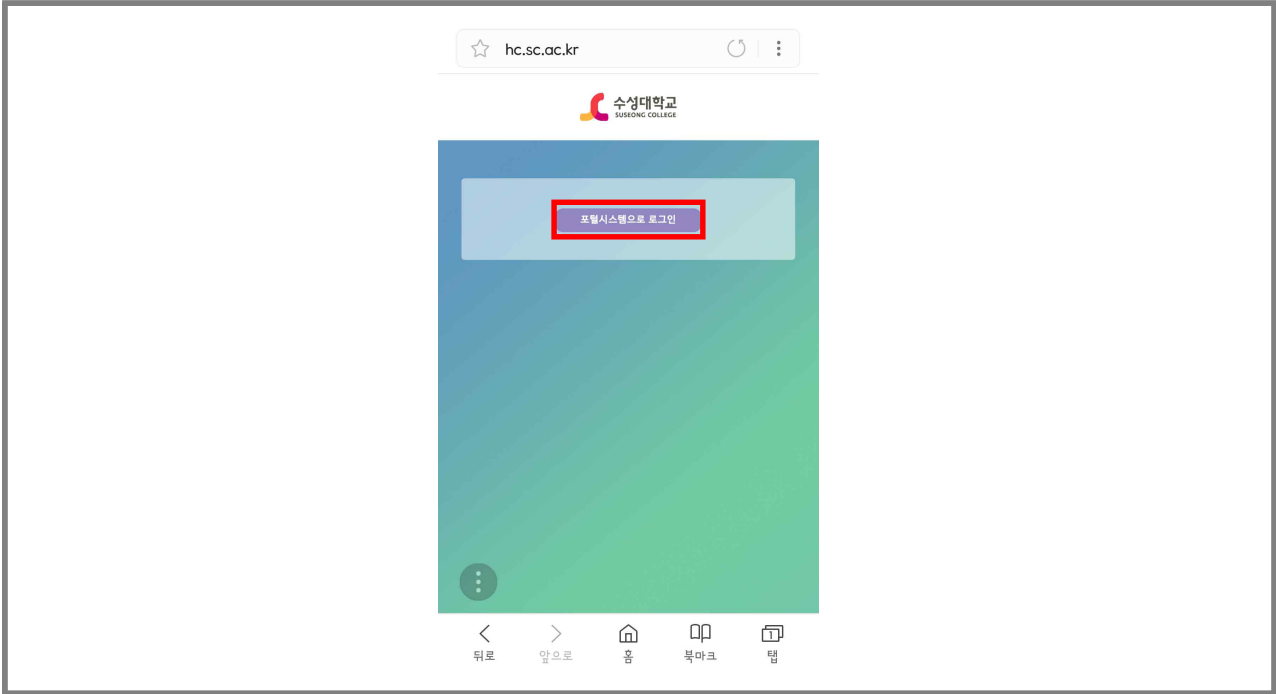 hc.sc.ac.kr
수성대학교
SUSEONG COLLEGE
포털시스템으로 로그인
1
뒤로 앞으로 홈 북마크 탭